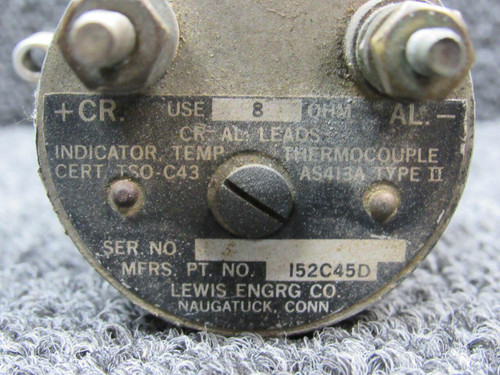 + CR. USE 8 OHM AL. -
CR-AL. LEADS
INDICATOR, TEMP. THERMOCOUPLE
CERT. TSO-C43 AS413A TYPE II
SER NO. 5
MFRS. PT. NO. 152C45D
LEWIS ENGRG CO.
NAUGATUCK, CONN.